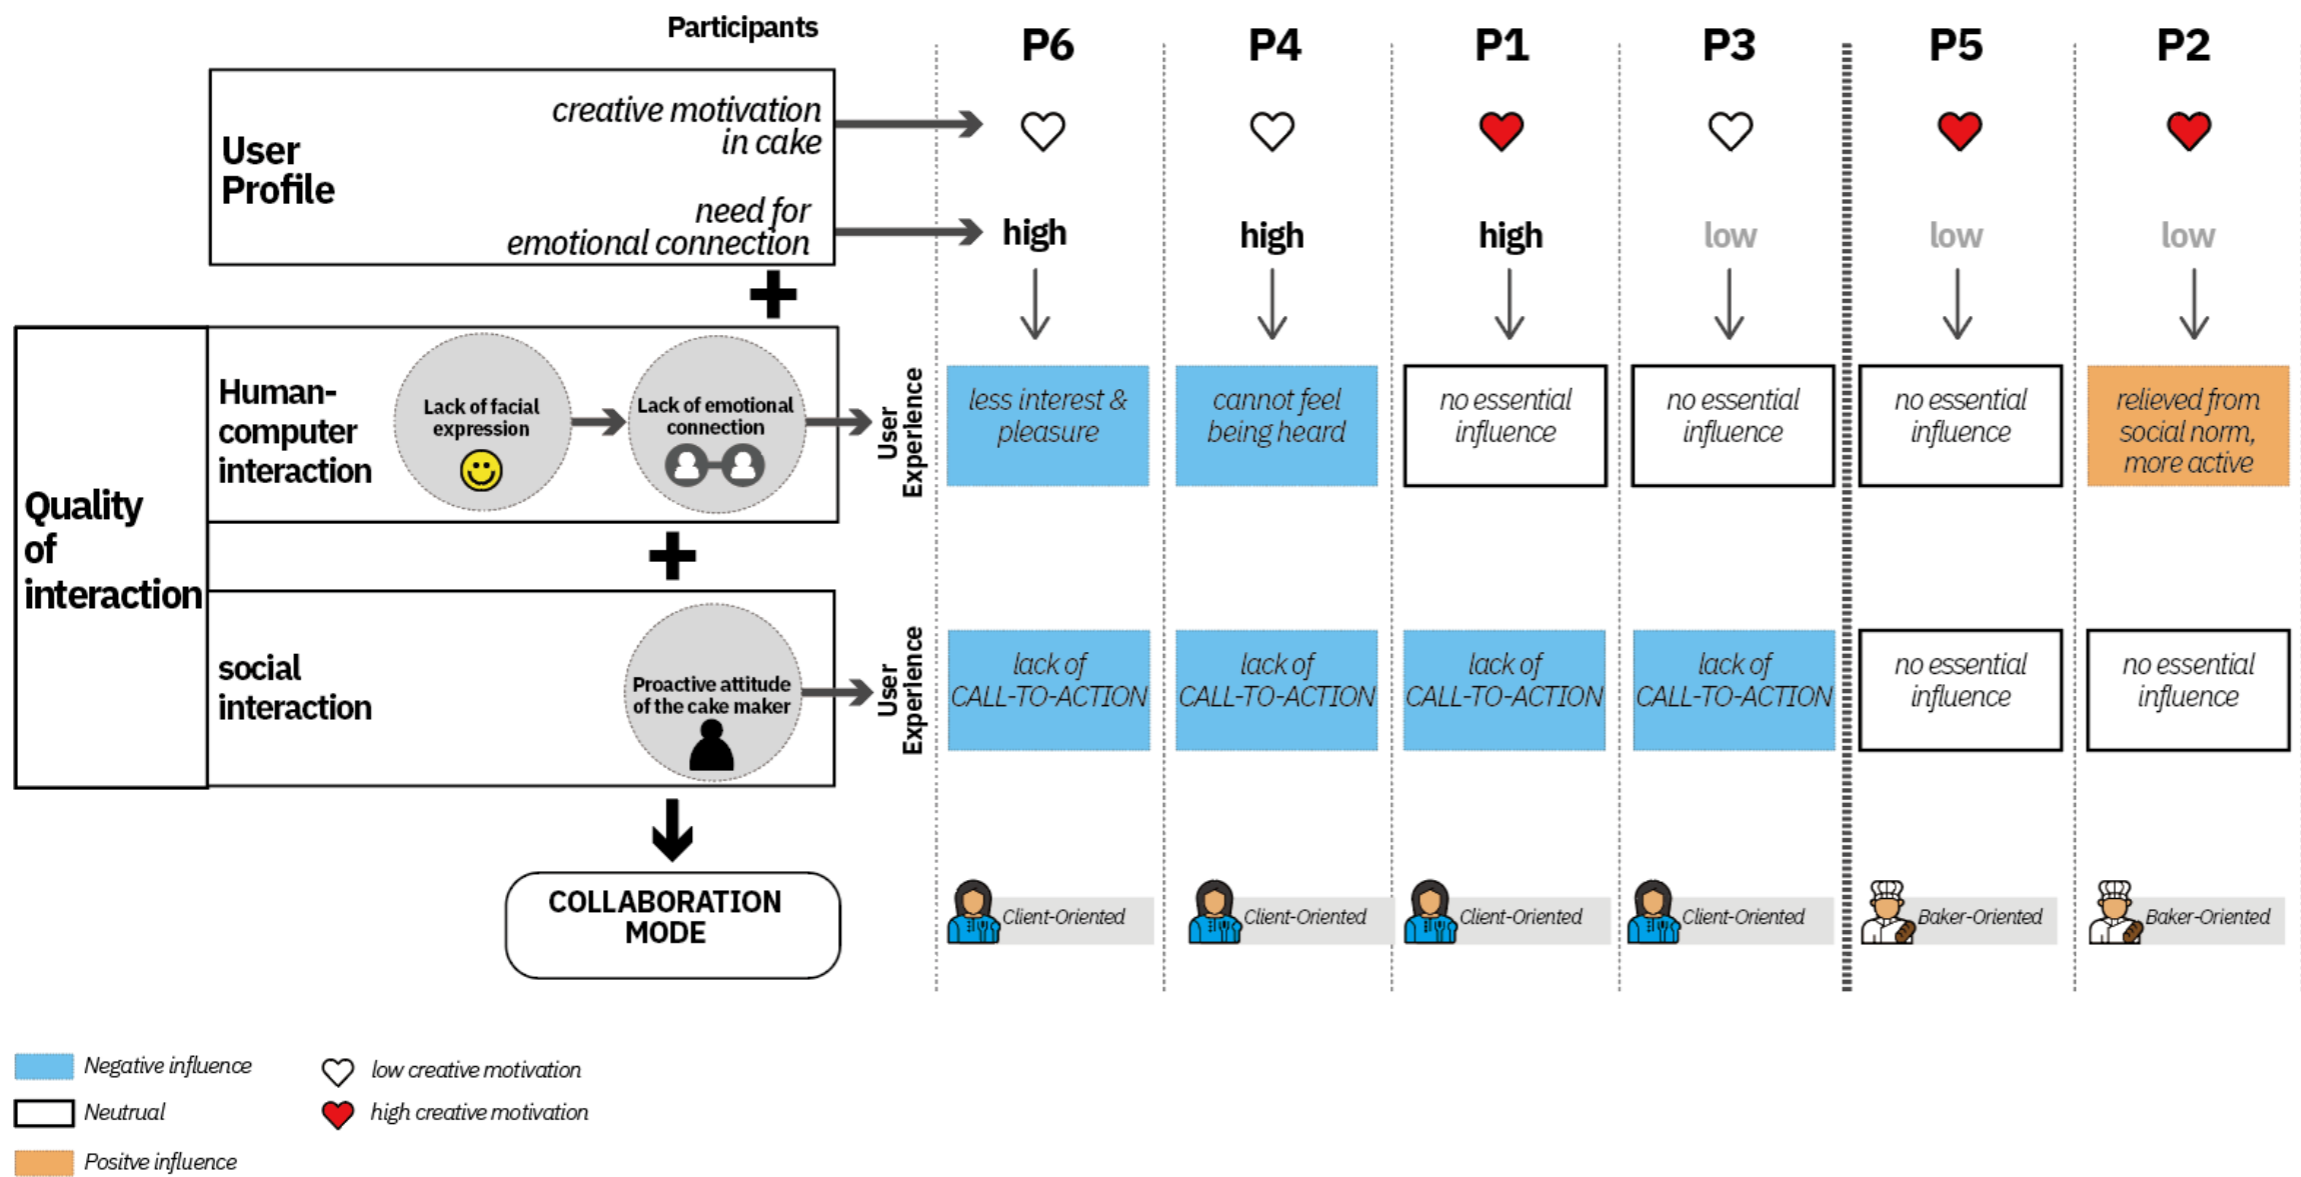 Participants
P6
P4
P1
P3
P5
P2
User
Profile
creative motivation
in cake
need for
emotional connection
high
high
high
low
low
low
Quality
of
interaction
Human-
computer
interaction
Lack of facial
expression
Lack of emotional
connection
User
Experience
less interest &
pleasure
cannot feel
being heard
no essential
influence
no essential
influence
no essential
influence
relieved from
social norm,
more active
social
interaction
Proactive attitude
of the cake maker
User
Experience
lack of
CALL-TO-ACTION
lack of
CALL-TO-ACTION
lack of
CALL-TO-ACTION
lack of
CALL-TO-ACTION
no essential
influence
no essential
influence
COLLABORATION
MODE
Client-Oriented
Client-Oriented
Client-Oriented
Client-Oriented
Baker-Oriented
Baker-Oriented
Negative influence
Neutrual
Positve influence
low creative motivation
high creative motivation